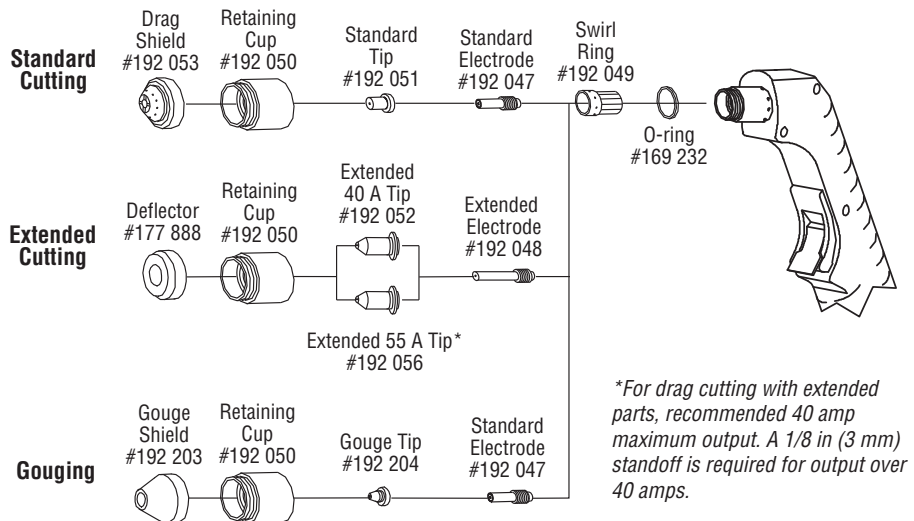 Standard
Cutting
Drag
Shield
#192 053
Retaining
Cup
#192 050
Standard
Tip
#192 051
Standard
Electrode
#192 047
Swirl
Ring
#192 049
O-ring
#169 232
Extended
Cutting
Deflector
#177 888
Retaining
Cup
#192 050
Extended
40 A Tip
#192 052
Extended 55 A Tip*
#192 056
Extended
Electrode
#192 048
Gouging
Gouge
Shield
#192 203
Retaining
Cup
#192 050
Gouge Tip
#192 204
Standard
Electrode
#192 047
*For drag cutting with extended
parts, recommended 40 amp
maximum output. A 1/8 in (3 mm)
standoff is required for output over
40 amps.